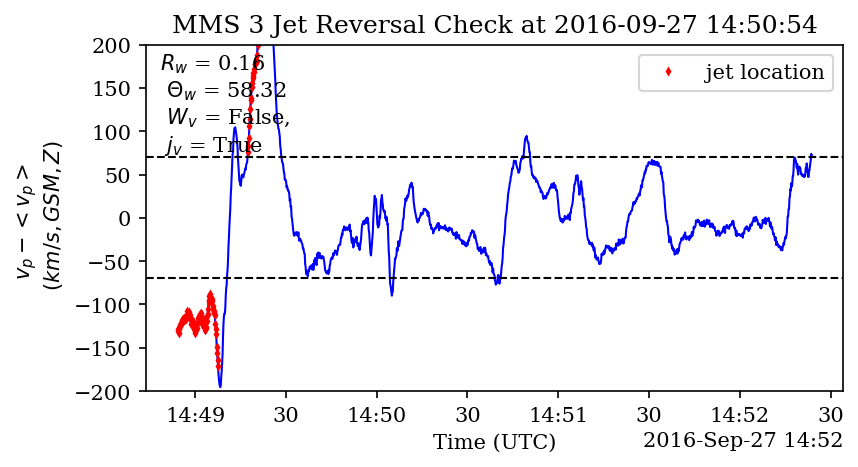 MMS 3 Jet Reversal Check at 2016-09-27 14:50:54
R_w = 0.16
Θ_w = 58.32
W_v = False,
j_v = True
jet location
v_p − <v_p>
(km/s, GSM, Z)
200
150
100
50
0
−50
−100
−150
−200
14:49 30 14:50 30 14:51 30 14:52 30
Time (UTC)
2016-Sep-27 14:52